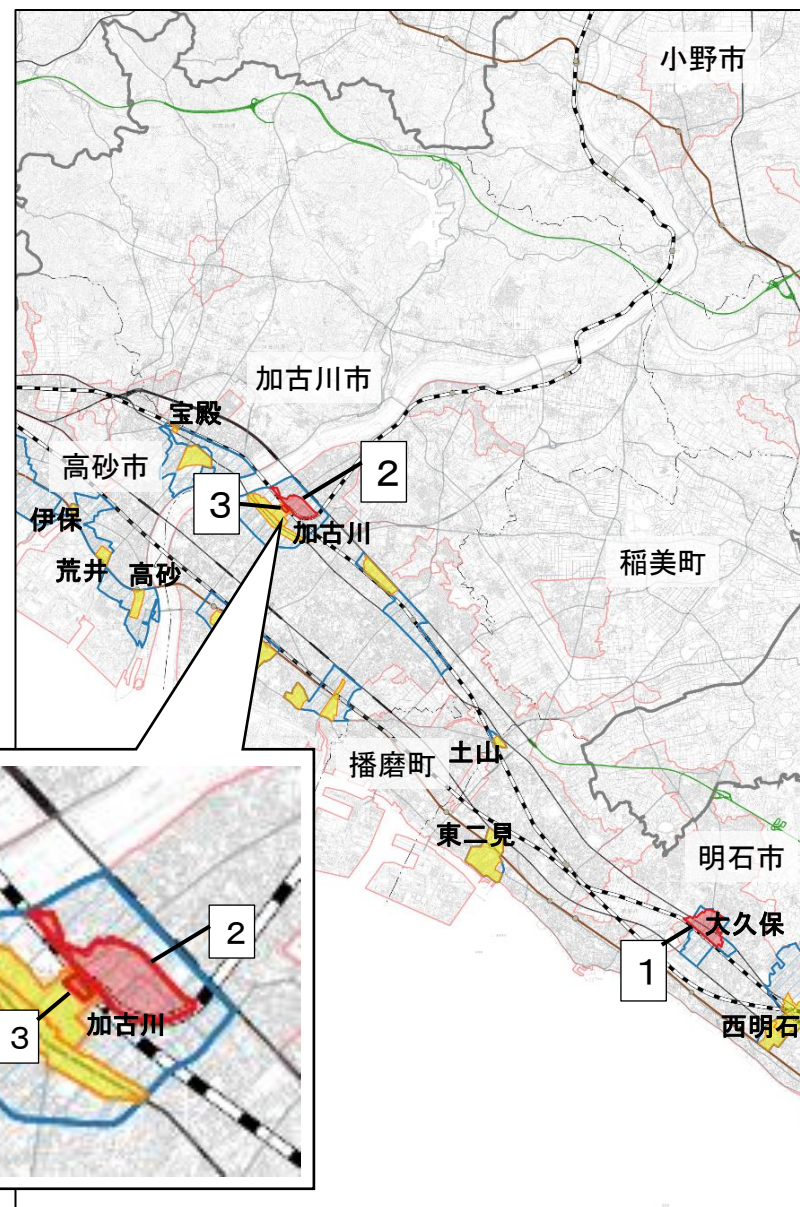 小野市
加古川市
宝殿
高砂市
2
3
伊保
加古川
荒井
高砂
稲美町
播磨町
土山
東二見
明石市
大久保
1
西明石
2
3
加古川